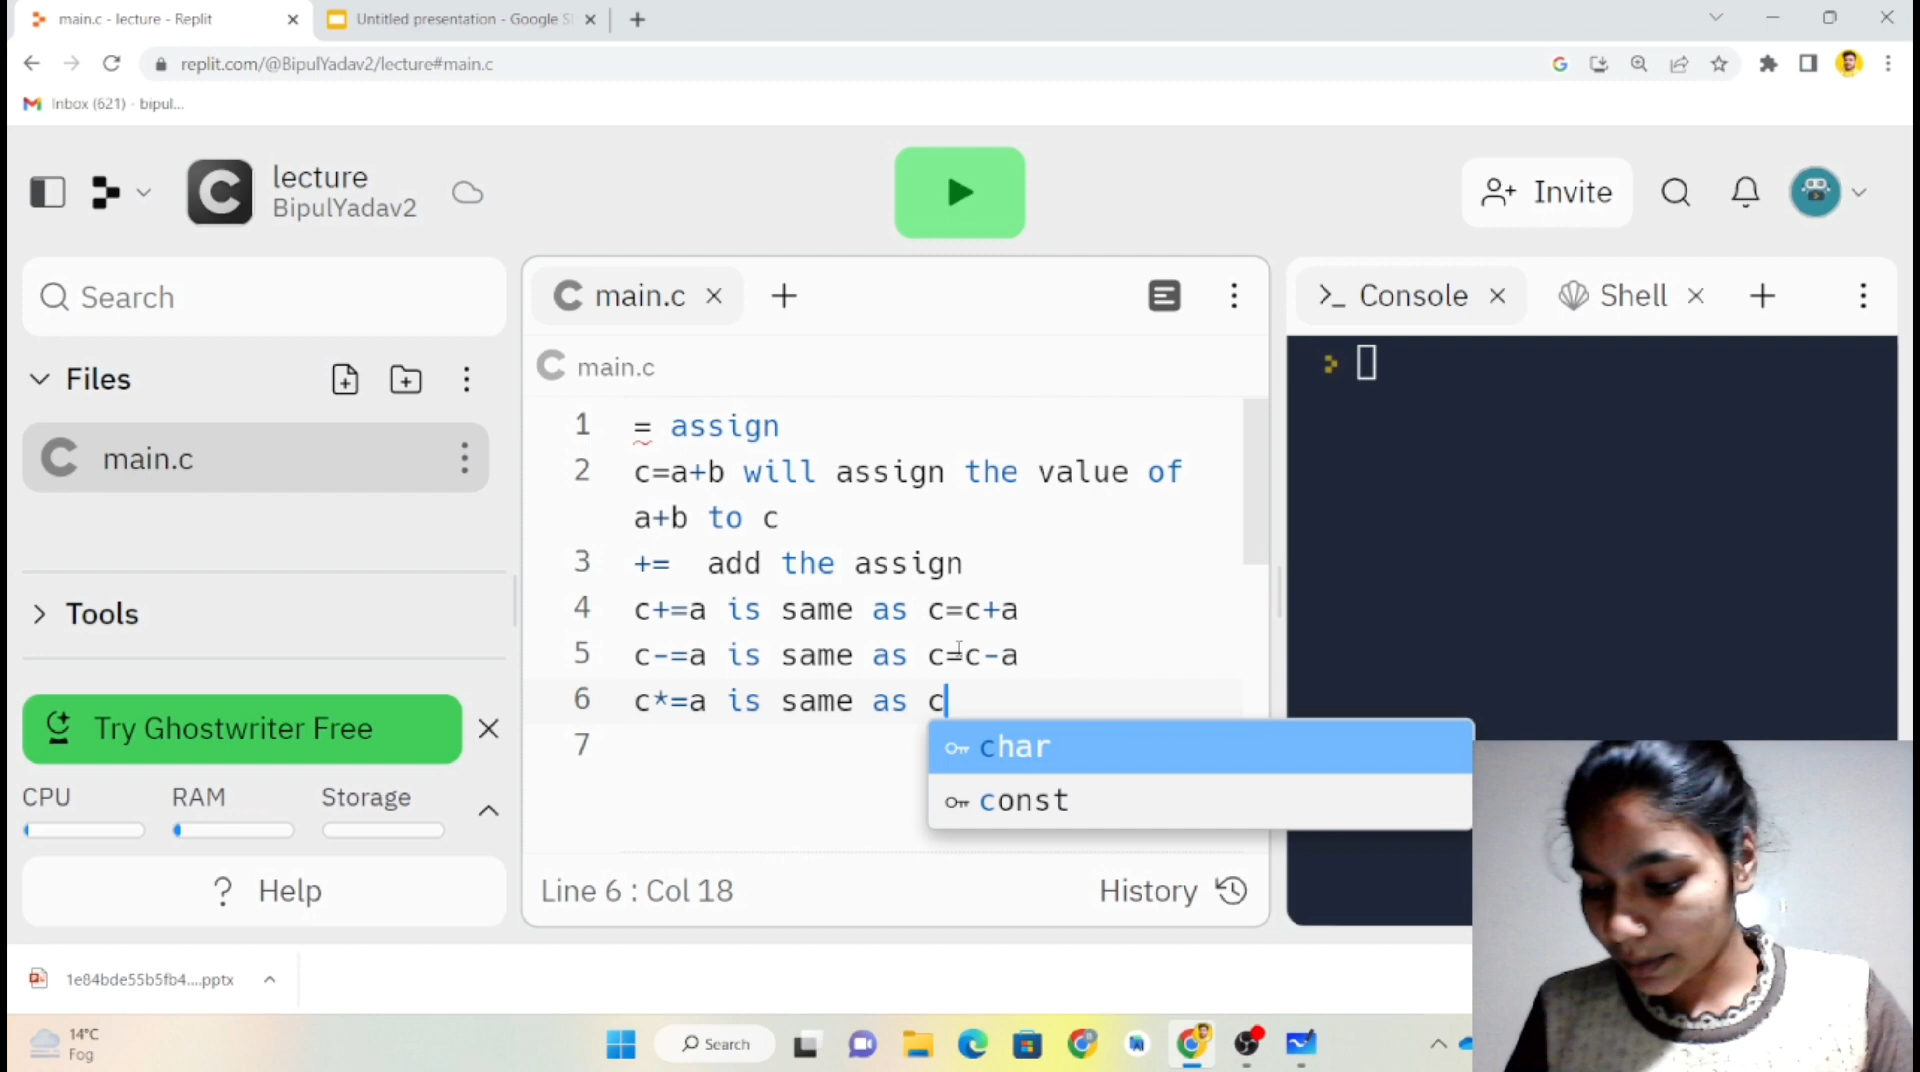 main.c - lecture - Replit
Untitled presentation - Google S
replit.com/@BipulYadav2/lecture#main.c
Inbox (621) - bipul...
lecture
BipulYadav2
Invite
Search
Files
main.c
Tools
Try Ghostwriter Free
CPU RAM Storage
? Help
main.c
main.c
1 = assign
2 c=a+b will assign the value of
a+b to c
3 += add the assign
4 c+=a is same as c=c+a
5 c-=a is same as c=c-a
6 c*=a is same as c
7
char
const
Line 6 : Col 18 History
Console Shell
1e84bde55b5fb4....pptx
14°C
Fog
Search